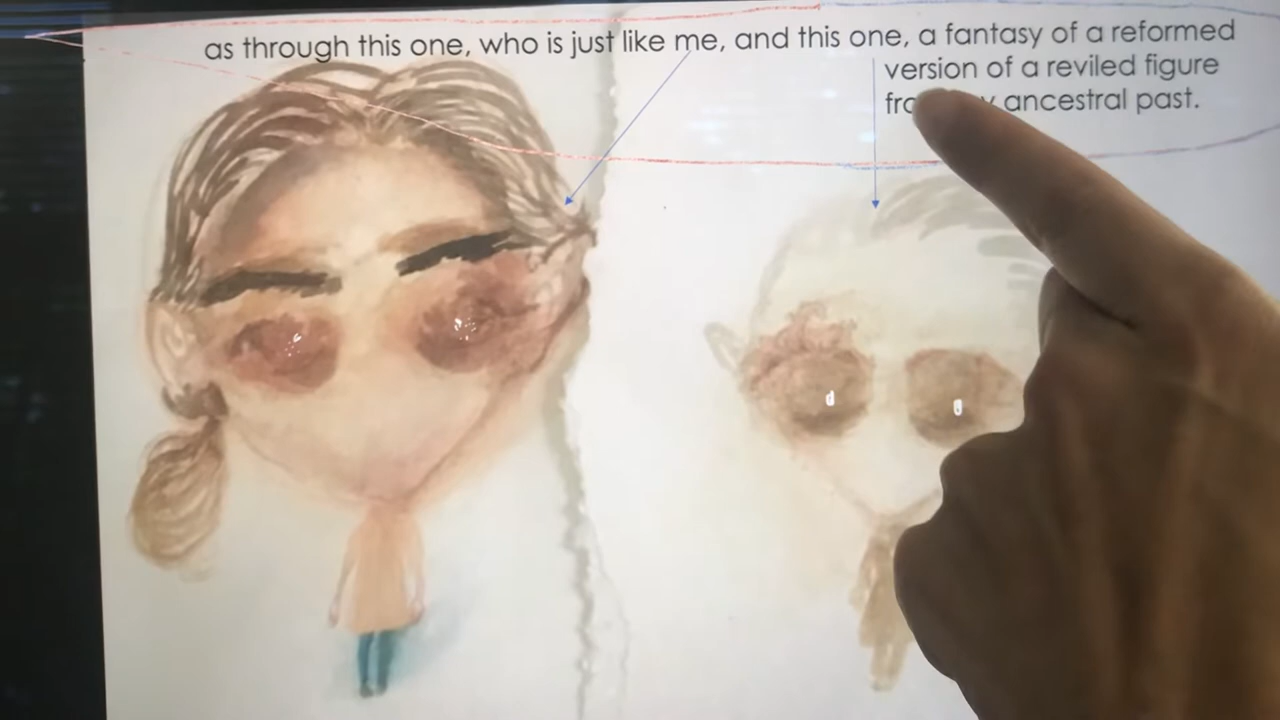 as through this one, who is just like me, and this one, a fantasy of a reformed
version of a reviled figure
ancestral past.